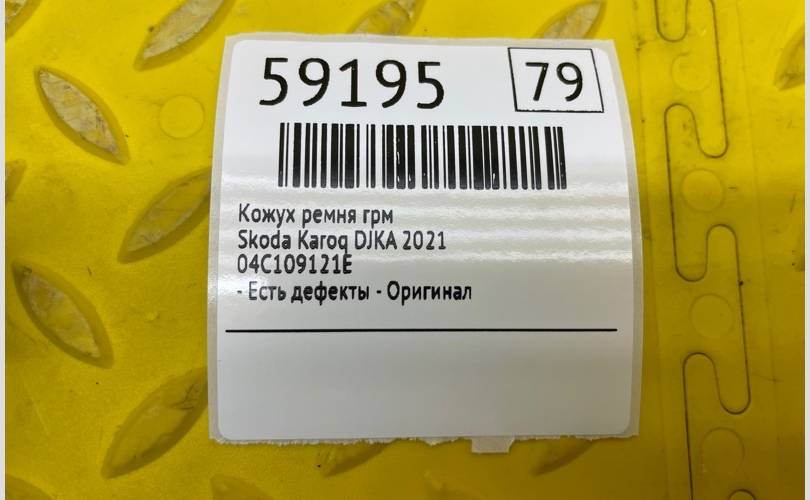 59195
79
Кожух ремня грм
Skoda Karoq DJKA 2021
04C109121E
- Есть дефекты - Оригинал